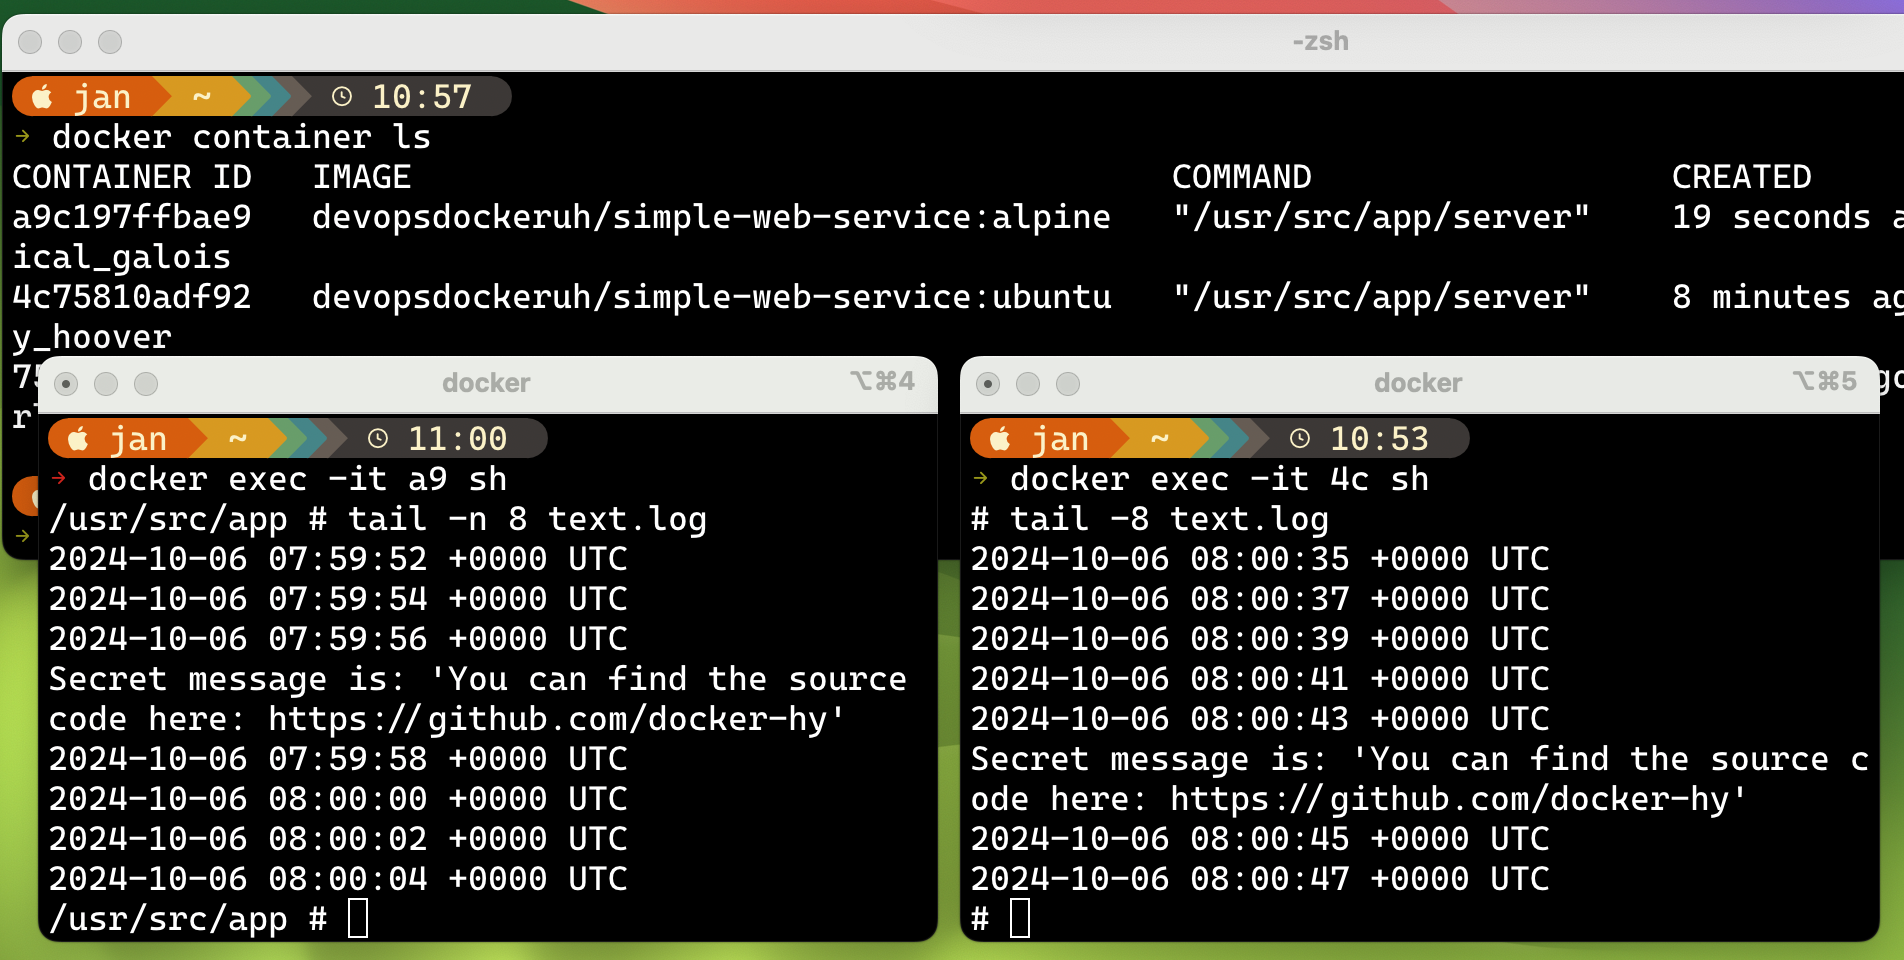 -zsh
jan ~ 10:57
→ docker container ls
CONTAINER ID IMAGE COMMAND CREATED
a9c197ffbae9 devopsdockeruh/simple-web-service:alpine "/usr/src/app/server" 19 seconds a
ical_galois
4c75810adf92 devopsdockeruh/simple-web-service:ubuntu "/usr/src/app/server" 8 minutes ag
y_hoover
docker ⌥⌘4
jan ~ 11:00
→ docker exec -it a9 sh
/usr/src/app # tail -n 8 text.log
2024-10-06 07:59:52 +0000 UTC
2024-10-06 07:59:54 +0000 UTC
2024-10-06 07:59:56 +0000 UTC
Secret message is: 'You can find the source
code here: https://github.com/docker-hy'
2024-10-06 07:59:58 +0000 UTC
2024-10-06 08:00:00 +0000 UTC
2024-10-06 08:00:02 +0000 UTC
2024-10-06 08:00:04 +0000 UTC
/usr/src/app #
docker ⌥⌘5
jan ~ 10:53
→ docker exec -it 4c sh
# tail -8 text.log
2024-10-06 08:00:35 +0000 UTC
2024-10-06 08:00:37 +0000 UTC
2024-10-06 08:00:39 +0000 UTC
2024-10-06 08:00:41 +0000 UTC
2024-10-06 08:00:43 +0000 UTC
Secret message is: 'You can find the source c
ode here: https://github.com/docker-hy'
2024-10-06 08:00:45 +0000 UTC
2024-10-06 08:00:47 +0000 UTC
#